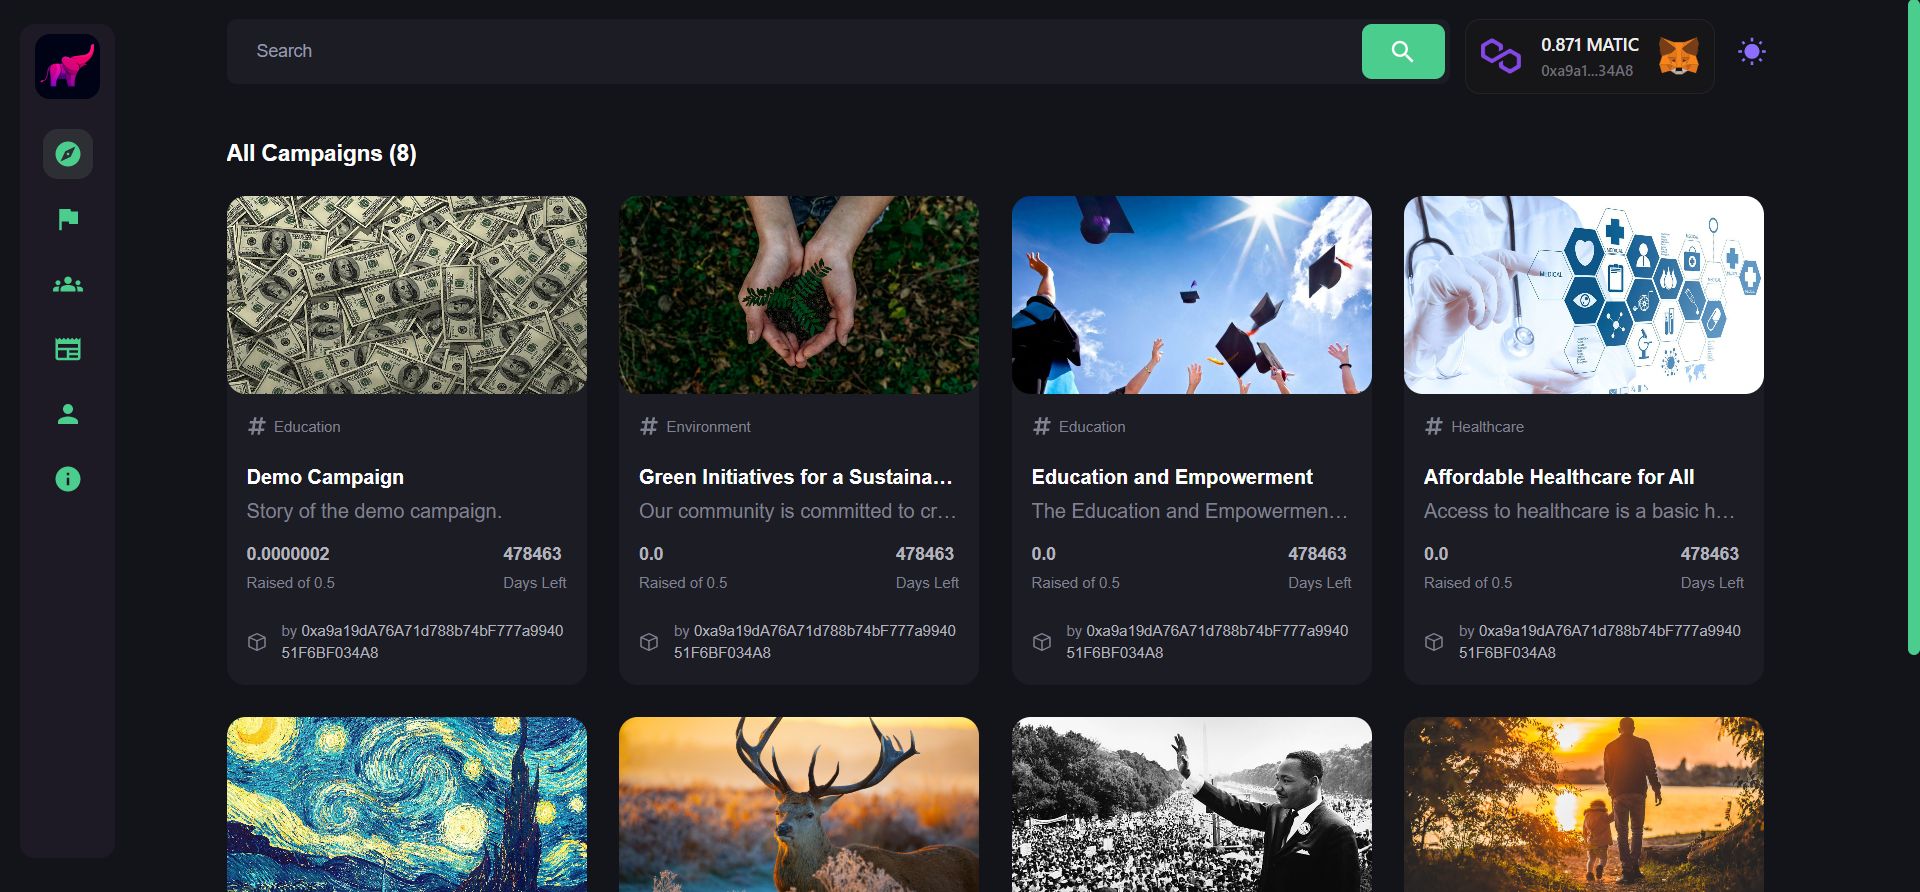 Search
0.871 MATIC
0xa9a1...34A8
All Campaigns (8)
MEDICAL
Education
Environment
Education
Healthcare
Demo Campaign
Green Initiatives for a Sustaina...
Education and Empowerment
Affordable Healthcare for All
Story of the demo campaign.
Our community is committed to cr...
The Education and Empowermen...
Access to healthcare is a basic h...
0.0000002
478463
0.0
478463
0.0
478463
0.0
478463
Raised of 0.5
Days Left
Raised of 0.5
Days Left
Raised of 0.5
Days Left
Raised of 0.5
Days Left
by 0xa9a19dA76A71d788b74bF777a9940
51F6BF034A8
by 0xa9a19dA76A71d788b74bF777a9940
51F6BF034A8
by 0xa9a19dA76A71d788b74bF777a9940
51F6BF034A8
by 0xa9a19dA76A71d788b74bF777a9940
51F6BF034A8